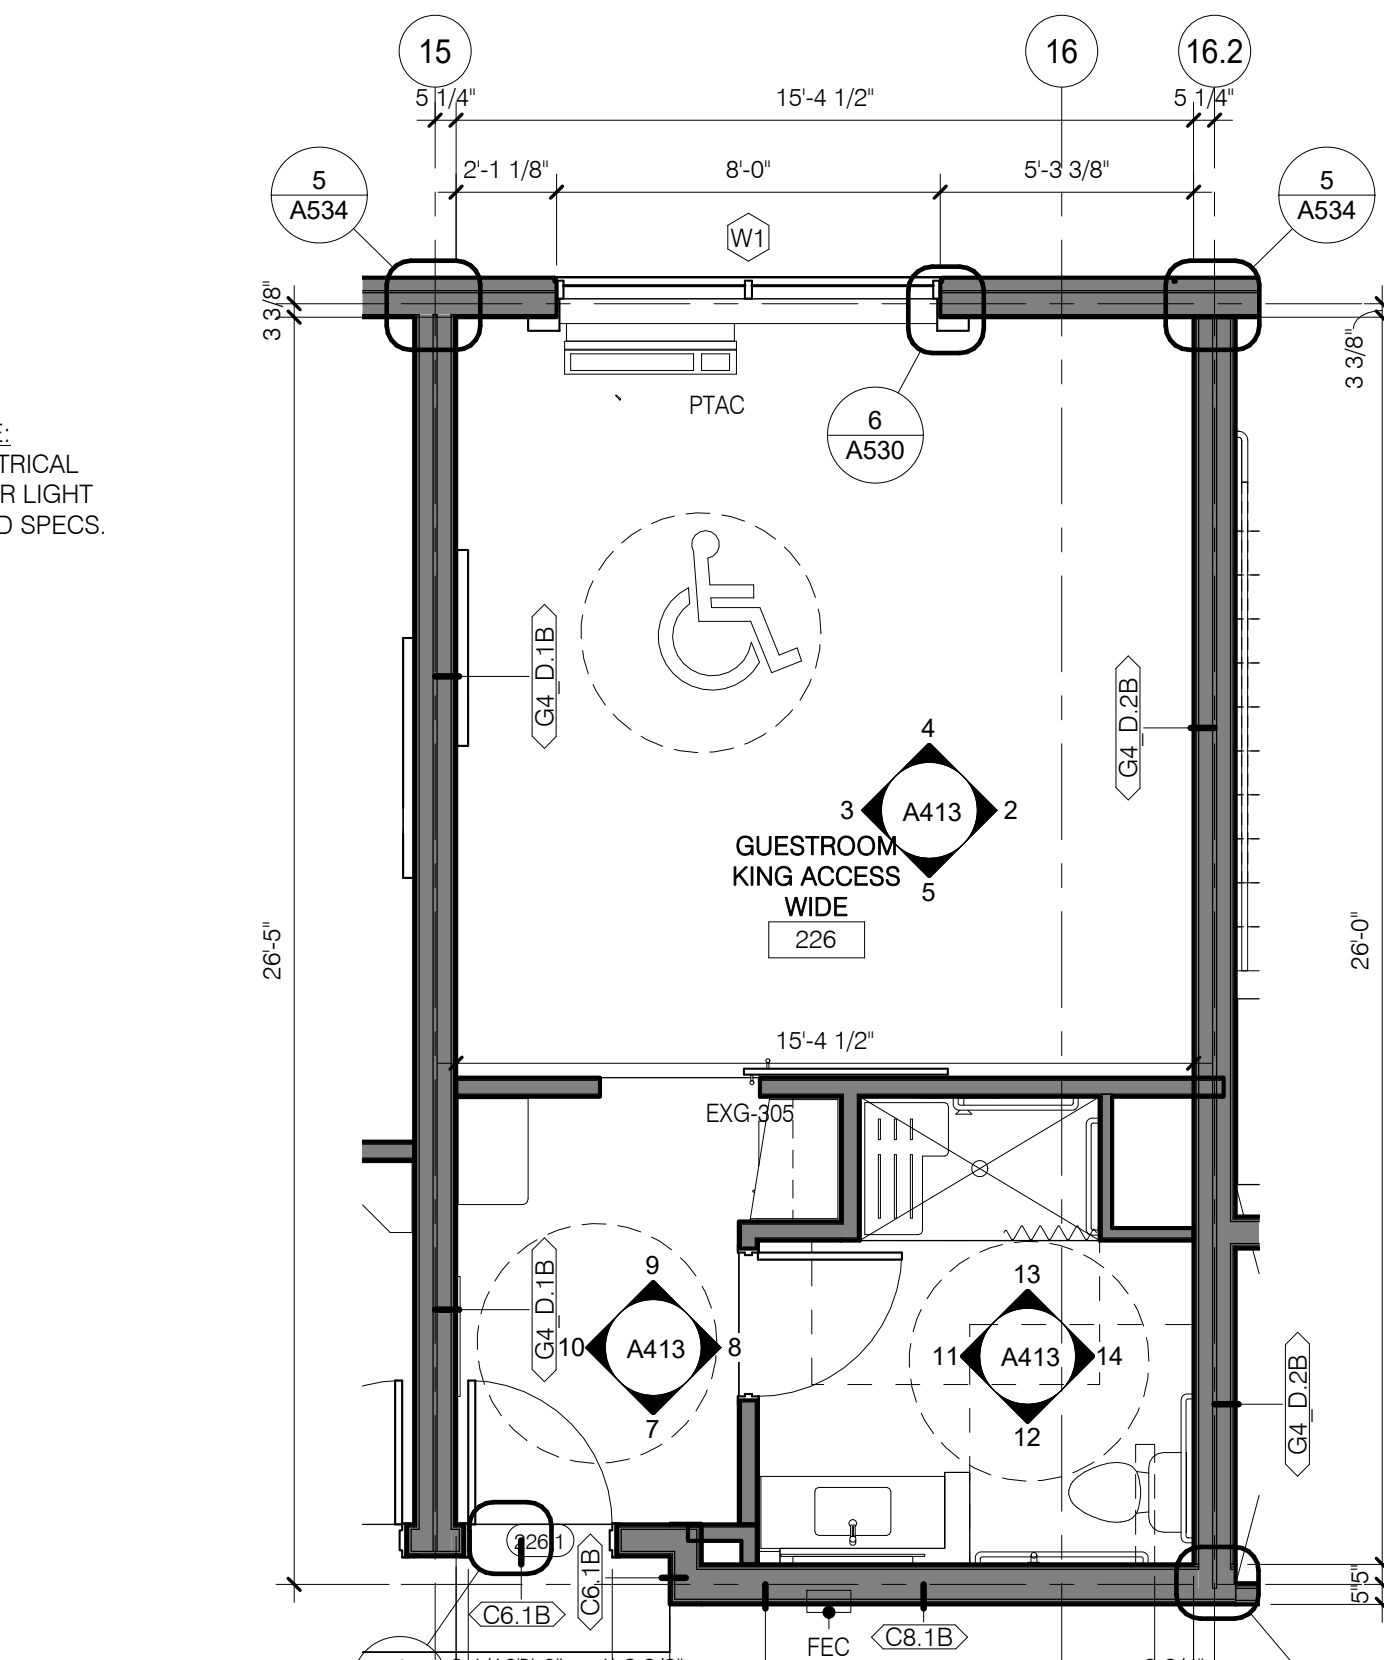 15
16
16.2
5 1/4"
15'-4 1/2"
5 1/4"
2'-1 1/8"
8'-0"
5'-3 3/8"
5
A534
5
A534
W1
3 3/8"
3 3/8"
PTAC
6
A530
E:
TRICAL
R LIGHT
D SPECS.
G4_D.1B
G4_D.2B
4
3
A413
2
5
GUESTROOM
KING ACCESS
WIDE
226
26'-5"
26'-0"
15'-4 1/2"
EXG-305
G4_D.1B
9
10
A413
8
7
13
11
A413
14
12
G4_D.2B
226.1
C6.1B
C6.1B
C8.1B
FEC
5"
5"